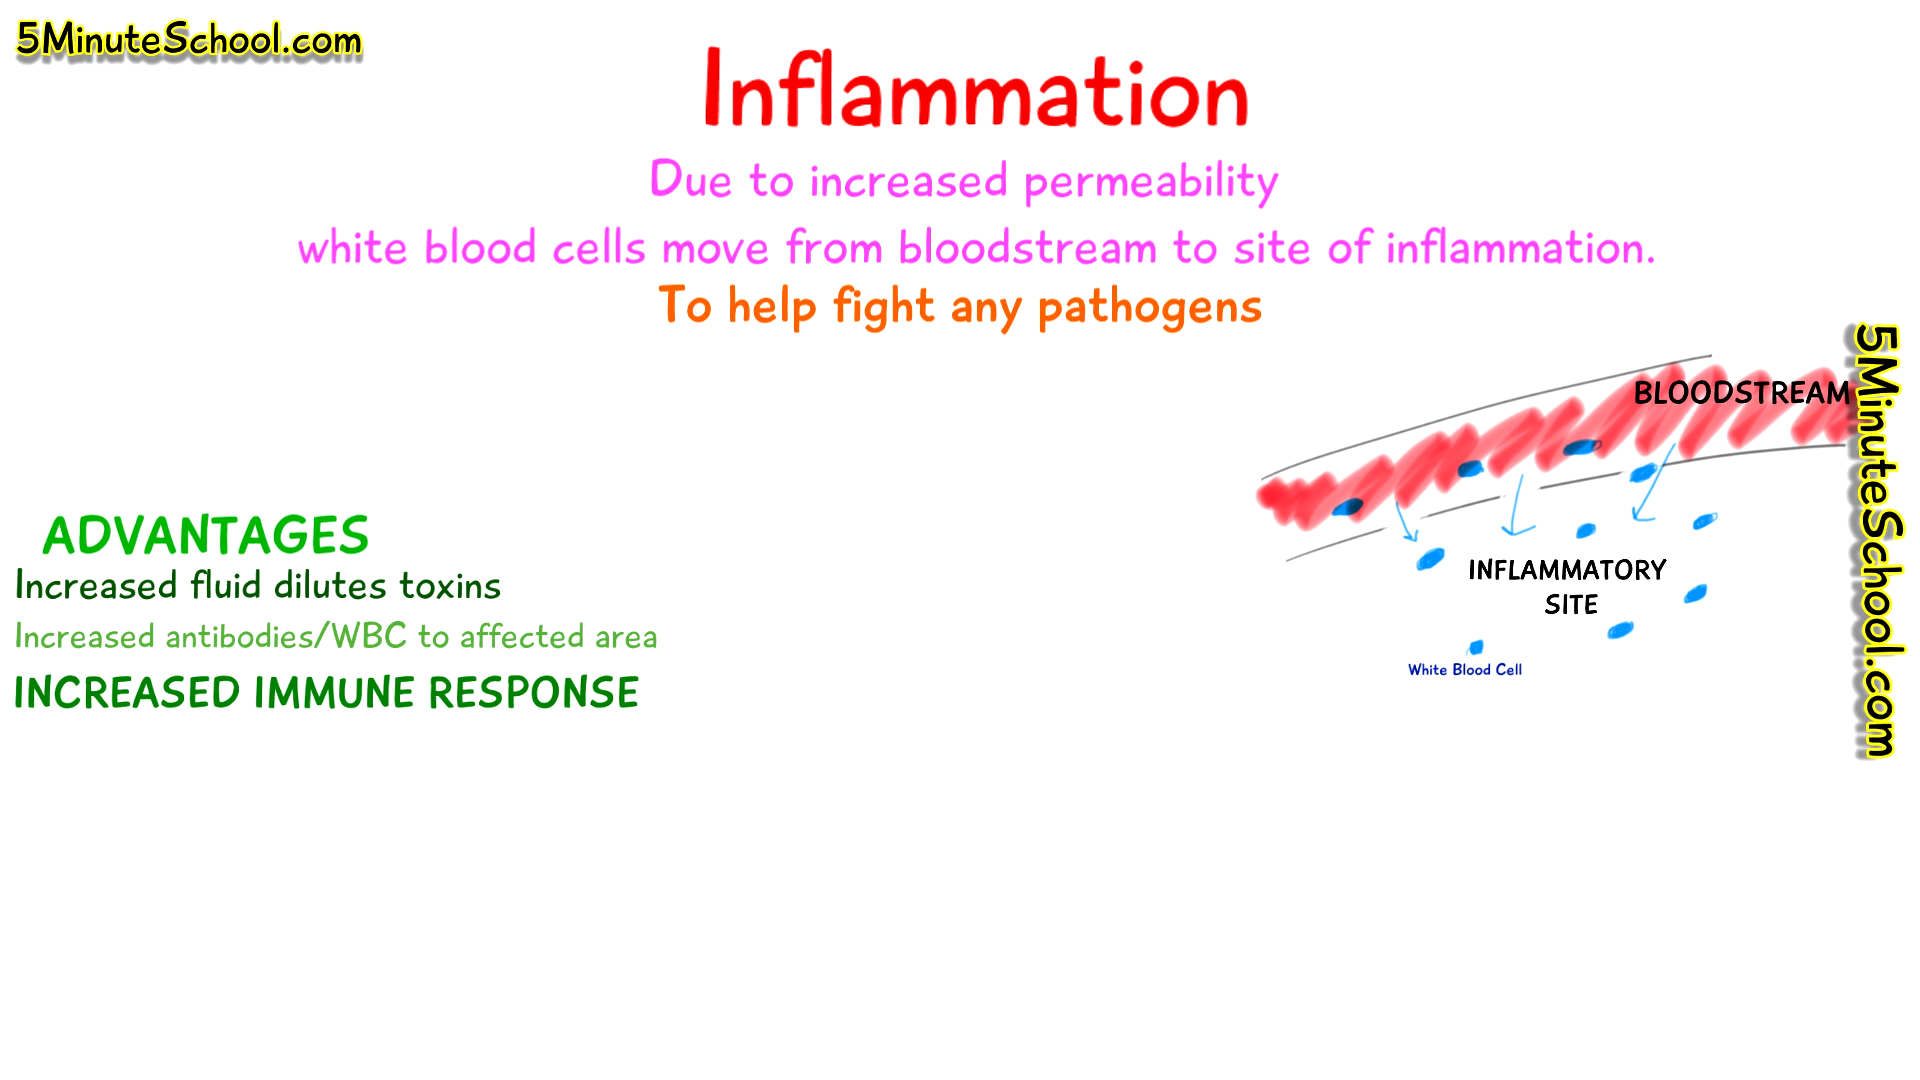 5MinuteSchool.com
Inflammation
Due to increased permeability
white blood cells move from bloodstream to site of inflammation.
To help fight any pathogens
BLOODSTREAM
5MinuteSchool.com
ADVANTAGES
Increased fluid dilutes toxins
Increased antibodies/WBC to affected area
INCREASED IMMUNE RESPONSE
INFLAMMATORY
SITE
White Blood Cell